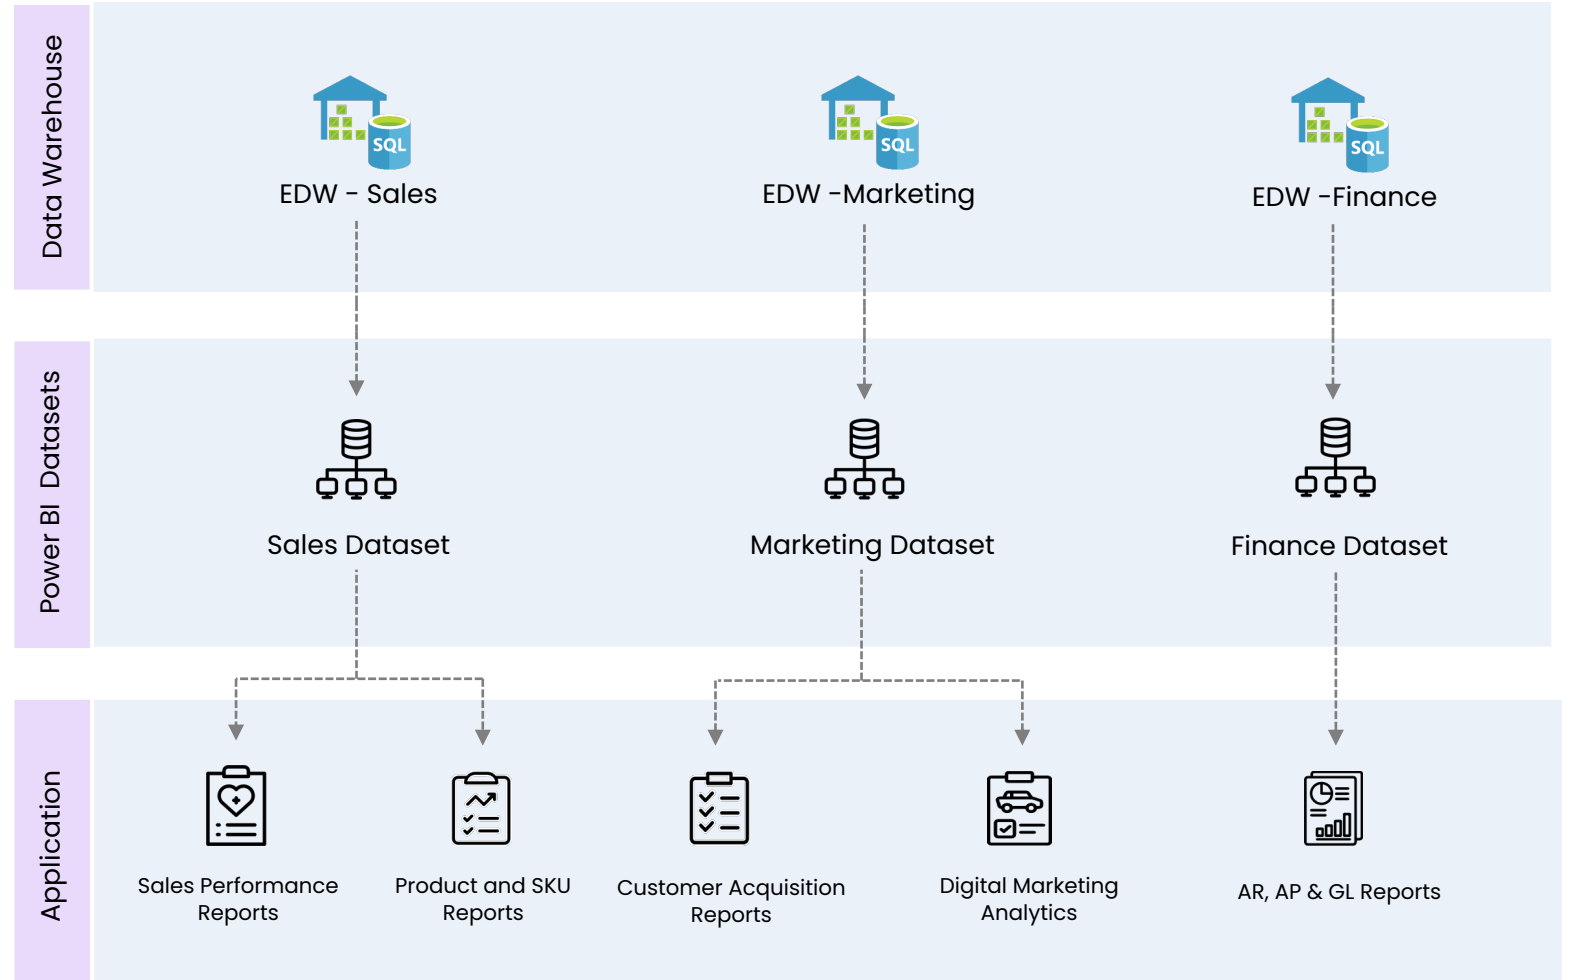 Data Warehouse
SQL
SQL
SQL
EDW - Sales
EDW -Marketing
EDW -Finance
Power BI Datasets
Sales Dataset
Marketing Dataset
Finance Dataset
Application
Sales Performance
Reports
Product and SKU
Reports
Customer Acquisition
Reports
Digital Marketing
Analytics
AR, AP & GL Reports